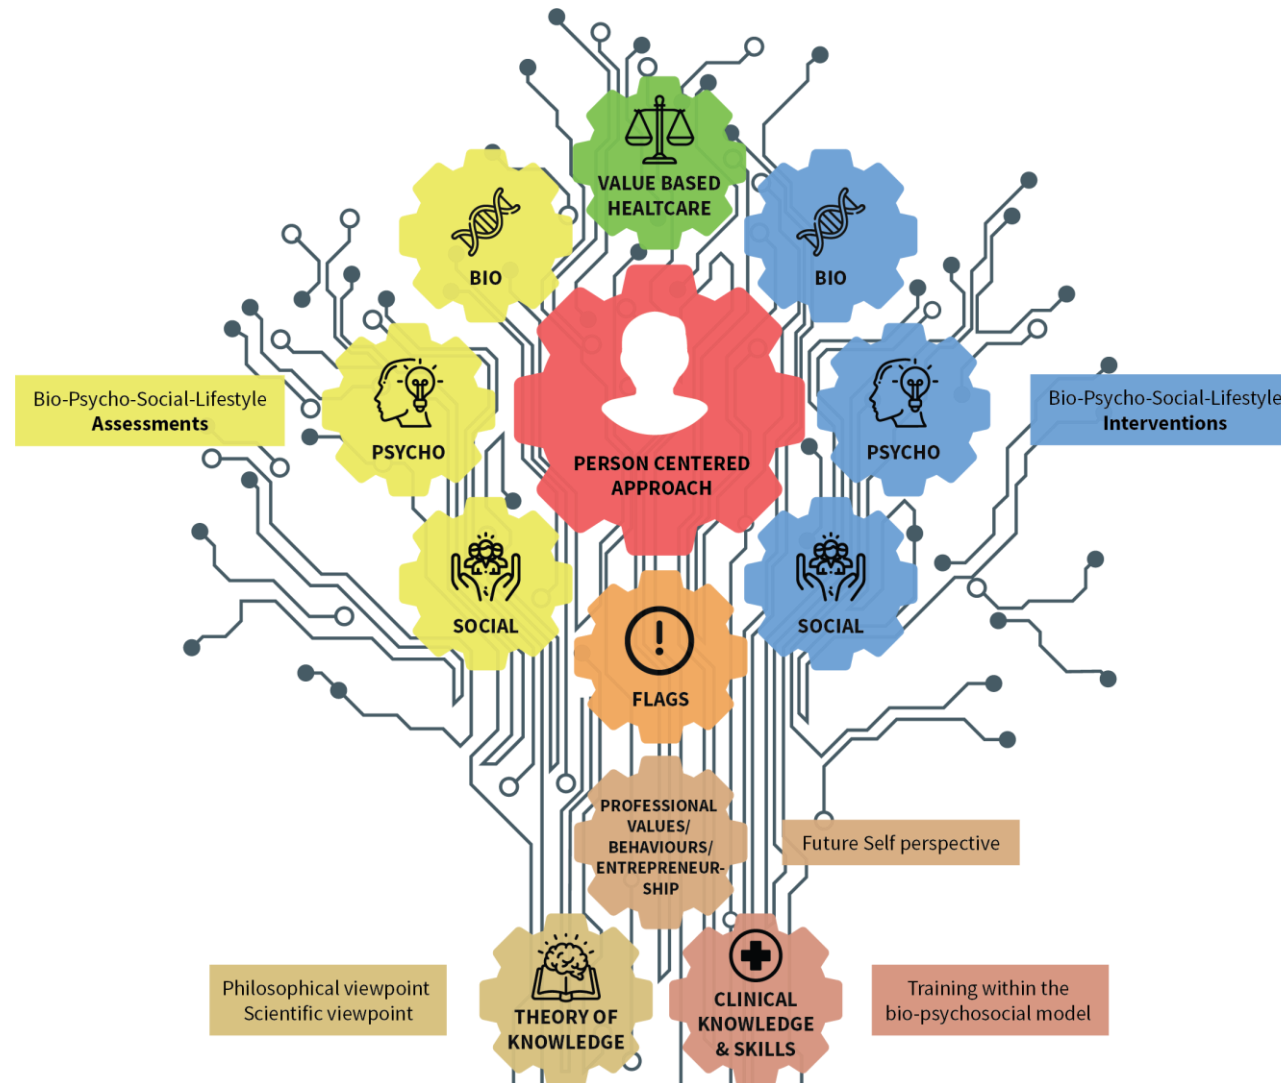 VALUE BASED
HEALTCARE
BIO
BIO
PERSON CENTERED
APPROACH
Bio-Psycho-Social-Lifestyle
Assessments
PSYCHO
PSYCHO
Bio-Psycho-Social-Lifestyle
Interventions
SOCIAL
SOCIAL
FLAGS
PROFESSIONAL
VALUES/
BEHAVIOURS/
ENTREPRENEUR-
SHIP
Future Self perspective
Philosophical viewpoint
Scientific viewpoint
THEORY OF
KNOWLEDGE
CLINICAL
KNOWLEDGE
& SKILLS
Training within the
bio-psychosocial model